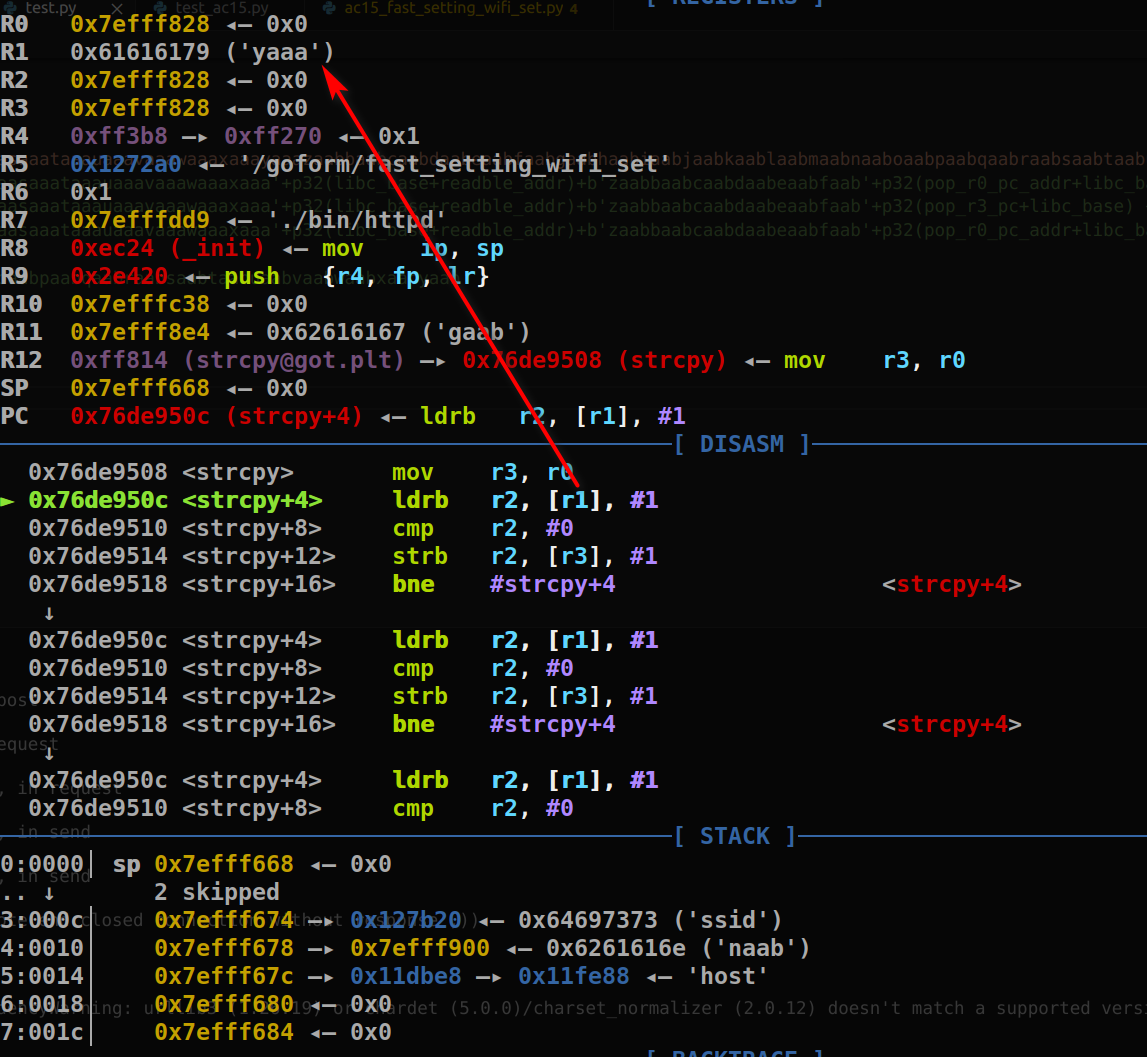 test.py × test_ac15.py ac15_fast_setting_wifi_set.py 4
[ REGISTERS ]
R0 0x7efff828 ◂— 0x0
R1 0x61616179 ('yaaa')
R2 0x7efff828 ◂— 0x0
R3 0x7efff828 ◂— 0x0
R4 0xff3b8 —▸ 0xff270 ◂— 0x1
R5 0x1272a0 ◂— '/goform/fast_setting_wifi_set'
R6 0x1
R7 0x7efffdd9 ◂— './bin/httpd'
R8 0xec24 (_init) ◂— mov ip, sp
R9 0x2e420 ◂— push {r4, fp, lr}
R10 0x7efffc38 ◂— 0x0
R11 0x7efff8e4 ◂— 0x62616167 ('gaab')
R12 0xff814 (strcpy@got.plt) —▸ 0x76de9508 (strcpy) ◂— mov r3, r0
SP 0x7efff668 ◂— 0x0
PC 0x76de950c (strcpy+4) ◂— ldrb r2, [r1], #1
[ DISASM ]
0x76de9508 <strcpy> mov r3, r0
► 0x76de950c <strcpy+4> ldrb r2, [r1], #1
0x76de9510 <strcpy+8> cmp r2, #0
0x76de9514 <strcpy+12> strb r2, [r3], #1
0x76de9518 <strcpy+16> bne #strcpy+4 <strcpy+4>
↓
0x76de950c <strcpy+4> ldrb r2, [r1], #1
0x76de9510 <strcpy+8> cmp r2, #0
0x76de9514 <strcpy+12> strb r2, [r3], #1
0x76de9518 <strcpy+16> bne #strcpy+4 <strcpy+4>
↓
0x76de950c <strcpy+4> ldrb r2, [r1], #1
0x76de9510 <strcpy+8> cmp r2, #0
[ STACK ]
0:0000│ sp 0x7efff668 ◂— 0x0
.. ↓ 2 skipped
3:000c│ 0x7efff674 —▸ 0x127b20 ◂— 0x64697373 ('ssid')
4:0010│ 0x7efff678 —▸ 0x7efff900 ◂— 0x6261616e ('naab')
5:0014│ 0x7efff67c —▸ 0x11dbe8 —▸ 0x11fe88 ◂— 'host'
6:0018│ 0x7efff680 ◂— 0x0
7:001c│ 0x7efff684 ◂— 0x0
[ BACKTRACE ]